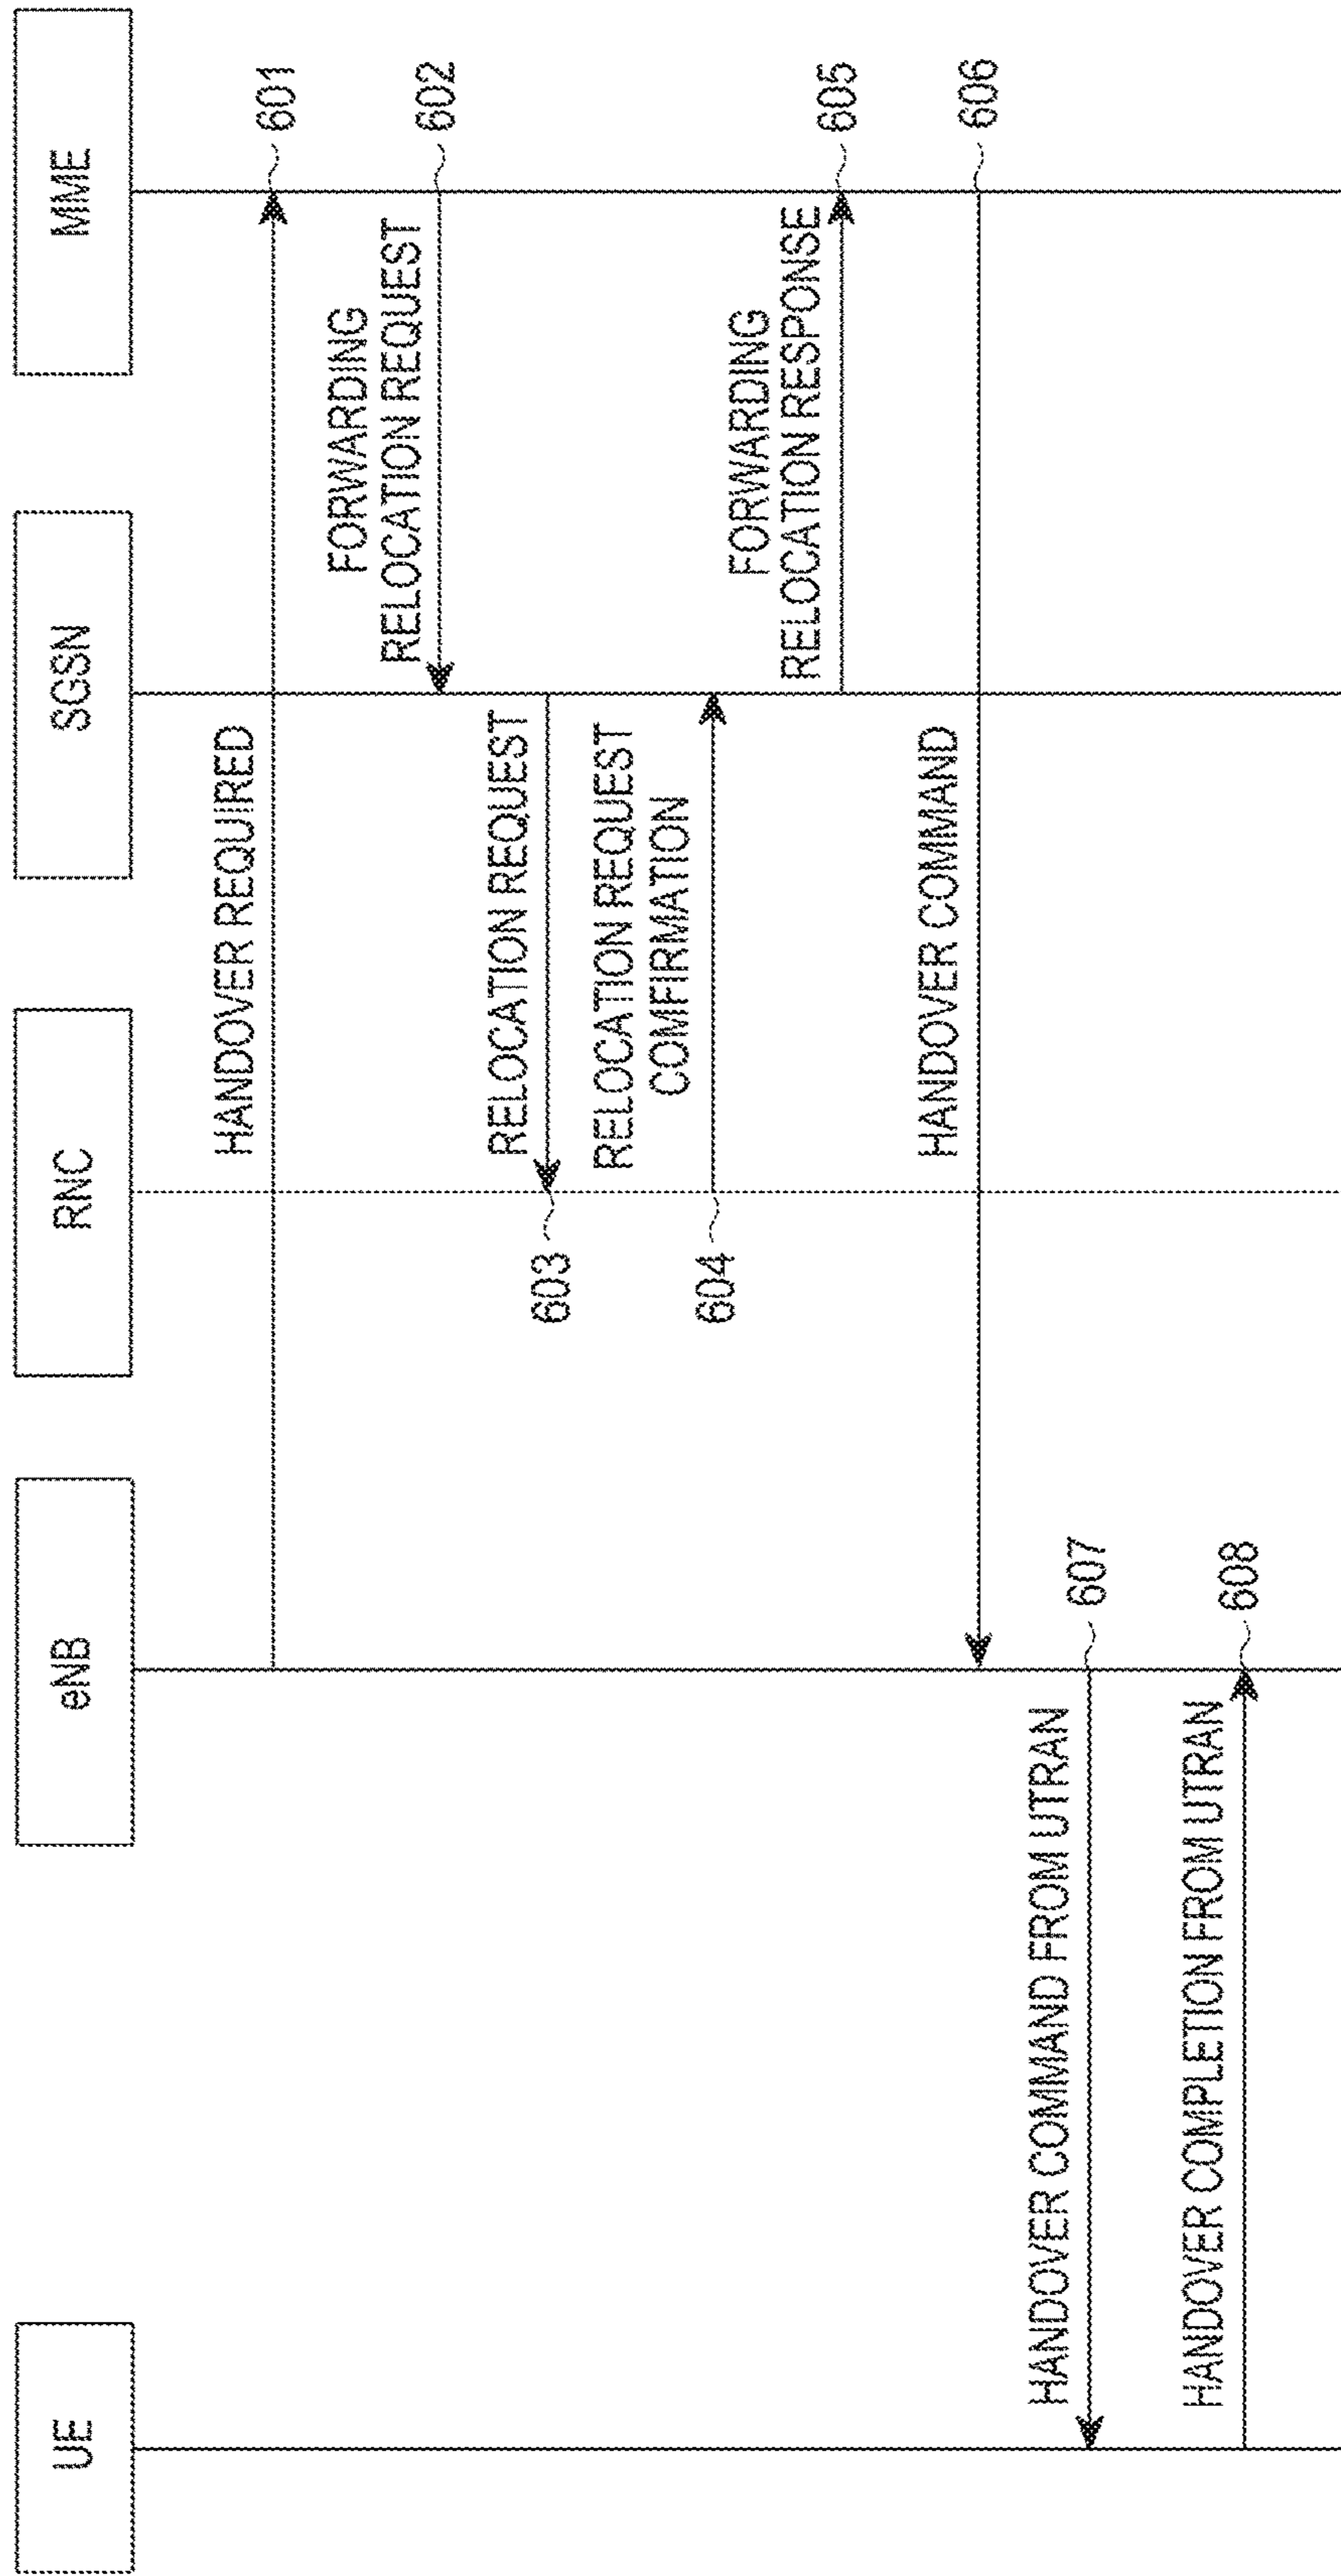 UE
eNB
RNC
SGSN
MME
HANDOVER REQUIRED
601
FORWARDING
RELOCATION REQUEST
602
RELOCATION REQUEST
603
RELOCATION REQUEST
COMFIRMATION
604
FORWARDING
RELOCATION RESPONSE
605
HANDOVER COMMAND
606
HANDOVER COMMAND FROM UTRAN
607
HANDOVER COMPLETION FROM UTRAN
608